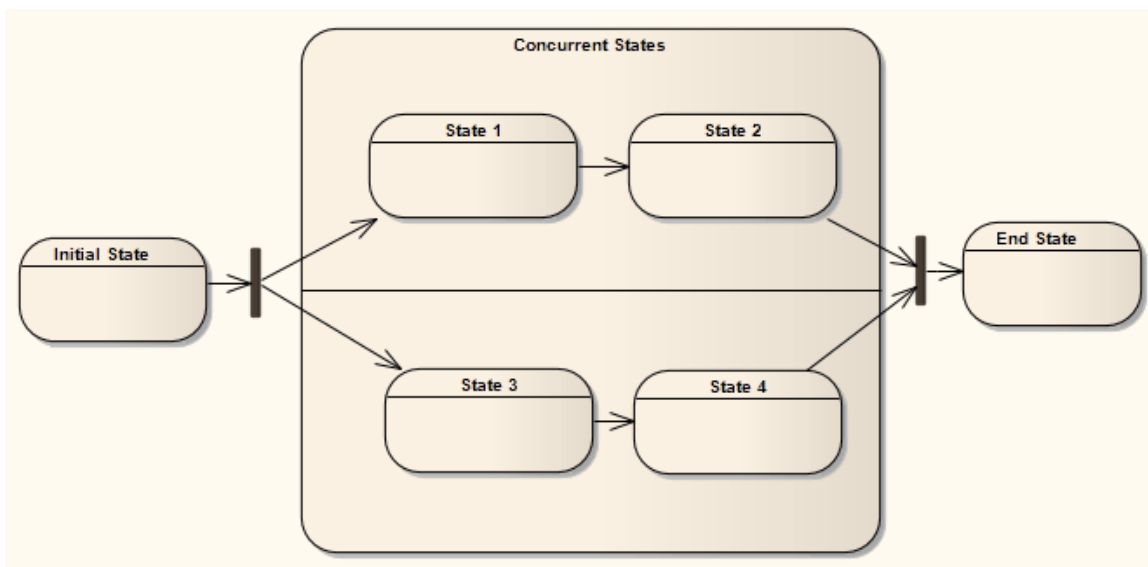 Concurrent States
State 1
State 2
Initial State
End State
State 3
State 4